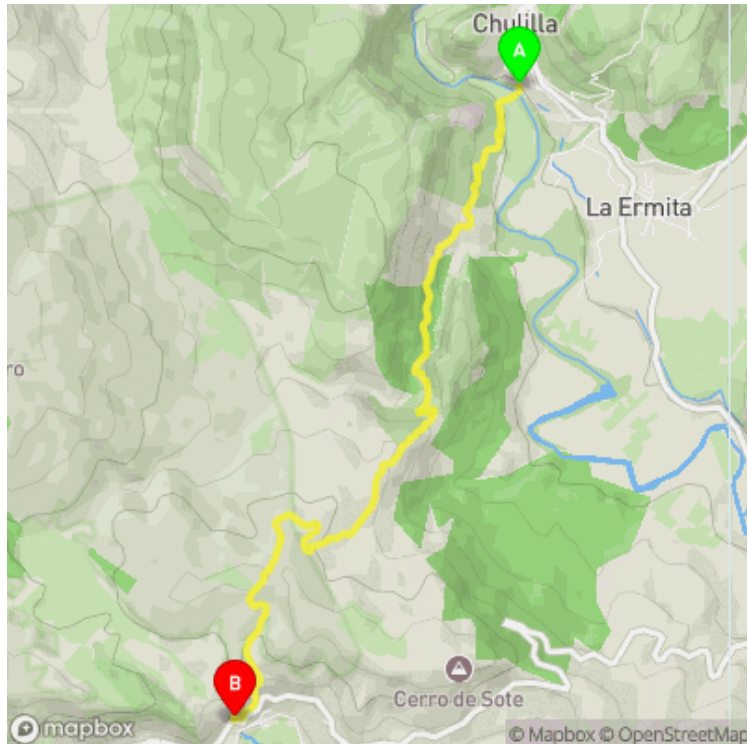 Chulilla
A
La Ermita
ro
B
Cerro de Sote
mapbox
© Mapbox © OpenStreetMap